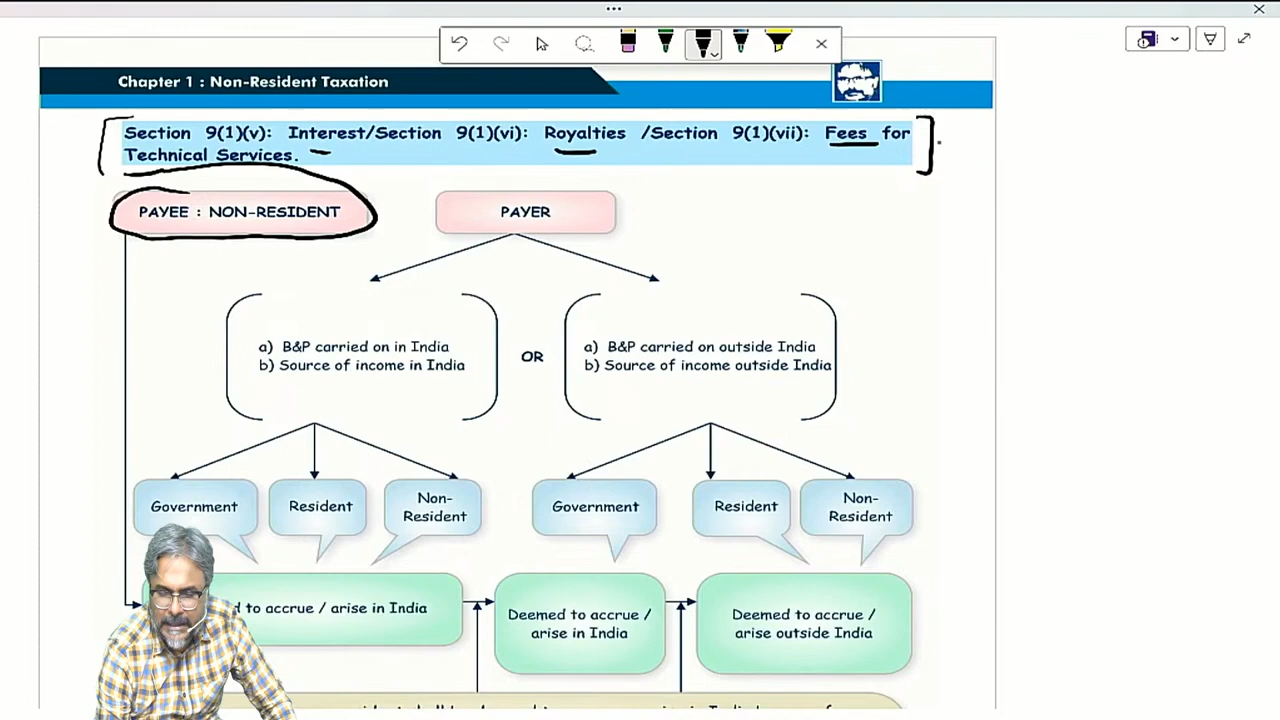 Chapter 1 : Non-Resident Taxation
Section 9(1)(v): Interest/Section 9(1)(vi): Royalties /Section 9(1)(vii): Fees for
Technical Services.
PAYEE : NON-RESIDENT
PAYER
a) B&P carried on in India
b) Source of income in India
OR
a) B&P carried on outside India
b) Source of income outside India
Government
Resident
Non-
Resident
Government
Resident
Non-
Resident
to accrue / arise in India
Deemed to accrue /
arise in India
Deemed to accrue /
arise outside India